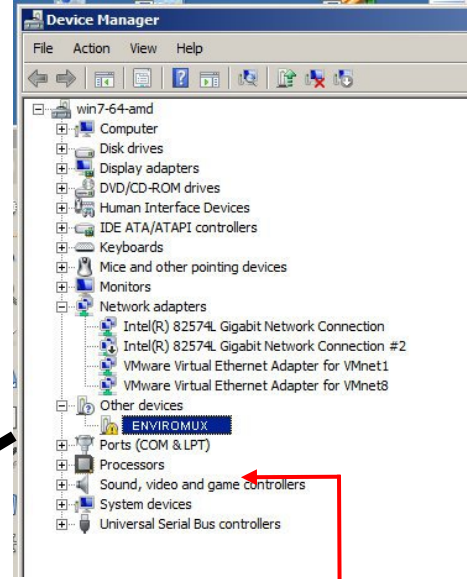 Device Manager
File Action View Help
win7-64-amd
Computer
Disk drives
Display adapters
DVD/CD-ROM drives
Human Interface Devices
IDE ATA/ATAPI controllers
Keyboards
Mice and other pointing devices
Monitors
Network adapters
Intel(R) 82574L Gigabit Network Connection
Intel(R) 82574L Gigabit Network Connection #2
VMware Virtual Ethernet Adapter for VMnet1
VMware Virtual Ethernet Adapter for VMnet8
Other devices
ENVIROMUX
Ports (COM & LPT)
Processors
Sound, video and game controllers
System devices
Universal Serial Bus controllers